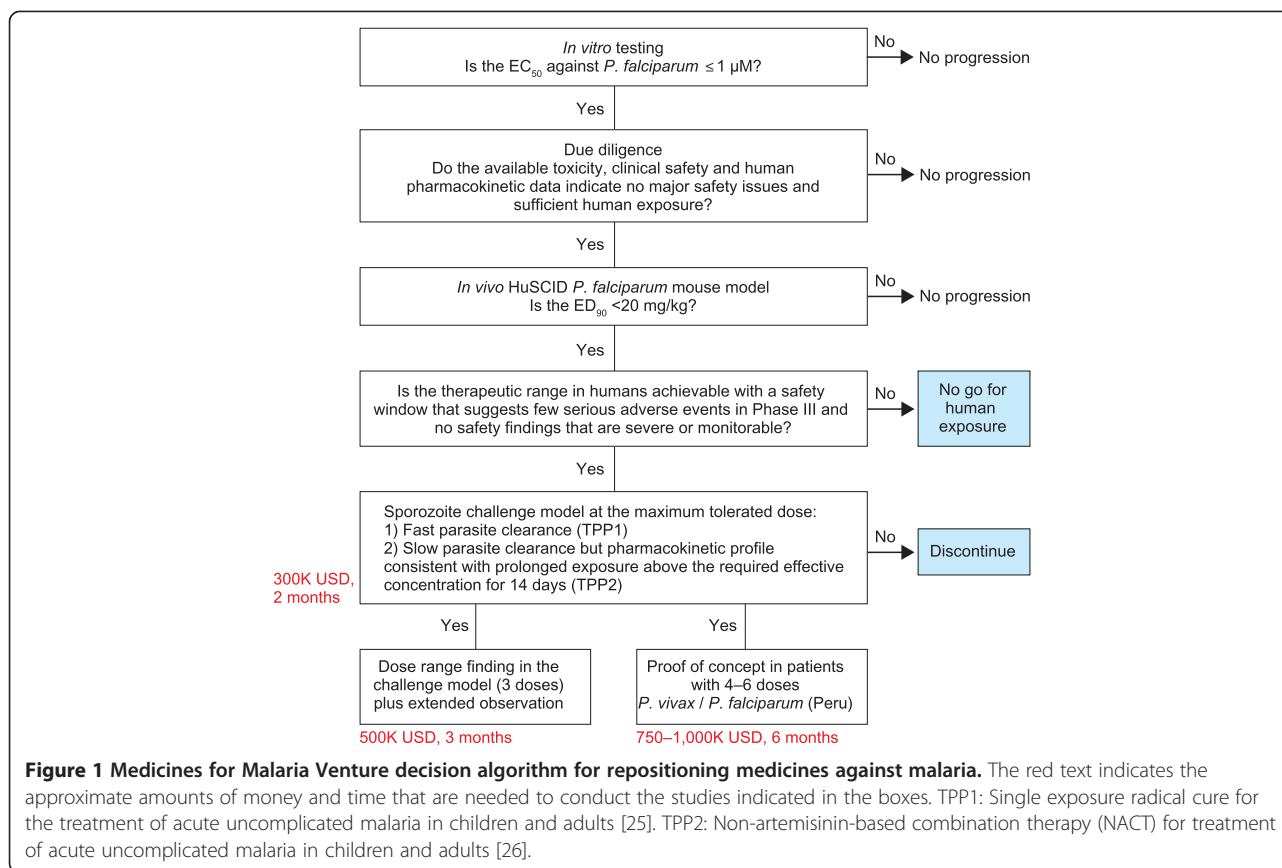 In vitro testing
Is the EC50 against P. falciparum ≤ 1 µM?
No
No progression
Yes
Due diligence
Do the available toxicity, clinical safety and human
pharmacokinetic data indicate no major safety issues and
sufficient human exposure?
No
No progression
Yes
In vivo HuSCID P. falciparum mouse model
Is the ED90 <20 mg/kg?
No
No progression
Yes
Is the therapeutic range in humans achievable with a safety
window that suggests few serious adverse events in Phase III and
no safety findings that are severe or monitorable?
No
No go for
human
exposure
Yes
Sporozoite challenge model at the maximum tolerated dose:
1) Fast parasite clearance (TPP1)
2) Slow parasite clearance but pharmacokinetic profile
consistent with prolonged exposure above the required effective
concentration for 14 days (TPP2)
No
Discontinue
300K USD,
2 months
Yes
Yes
Dose range finding in the
challenge model (3 doses)
plus extended observation
Proof of concept in patients
with 4–6 doses
P. vivax / P. falciparum (Peru)
500K USD, 3 months
750–1,000K USD, 6 months
Figure 1 Medicines for Malaria Venture decision algorithm for repositioning medicines against malaria. The red text indicates the
approximate amounts of money and time that are needed to conduct the studies indicated in the boxes. TPP1: Single exposure radical cure for
the treatment of acute uncomplicated malaria in children and adults [25]. TPP2: Non-artemisinin-based combination therapy (NACT) for treatment
of acute uncomplicated malaria in children and adults [26].